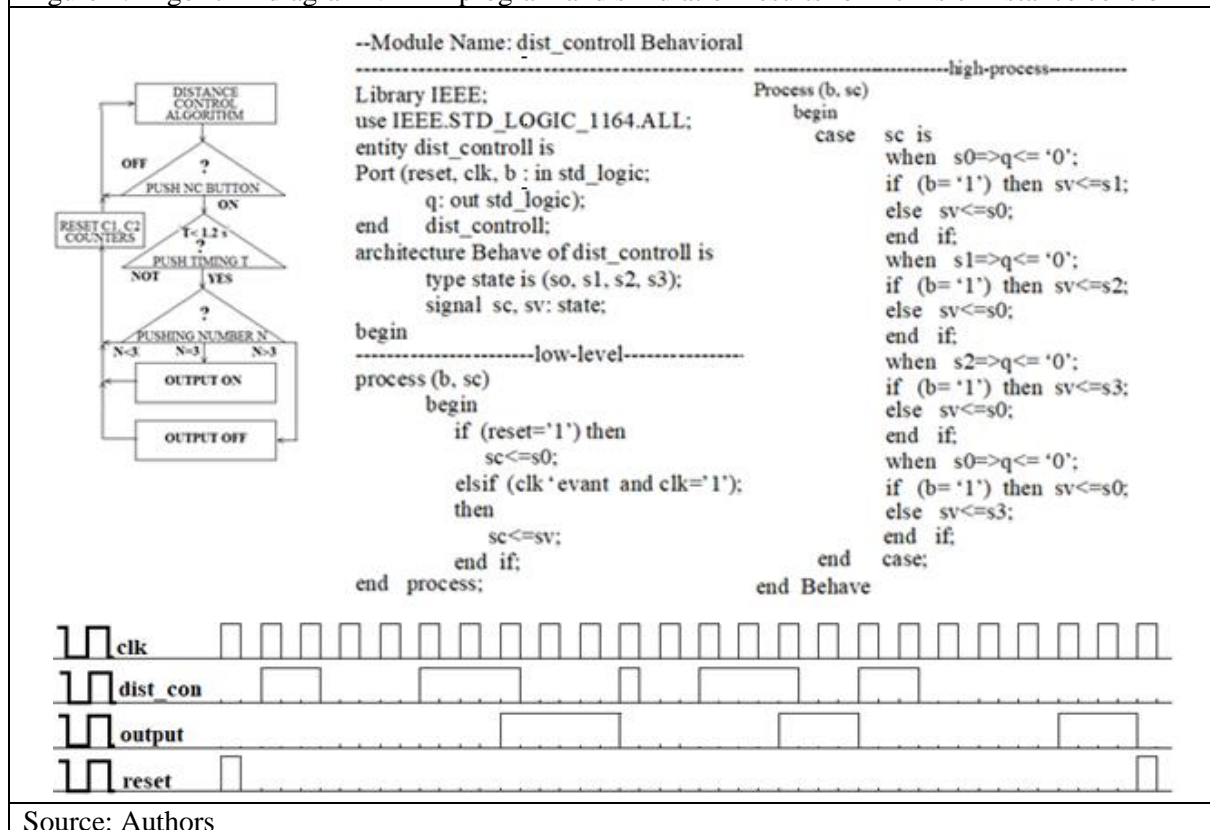 --Module Name: dist_controll Behavioral
DISTANCE
CONTROL
ALGORITHM
OFF
?
PUSH NC BUTTON
ON
RESET C1, C2
COUNTERS
T< 1.2 s
?
PUSH TIMING T
NOT
YES
?
PUSHING NUMBER N
N<3
N=3
N>3
OUTPUT ON
OUTPUT OFF
Library IEEE;
use IEEE.STD_LOGIC_1164.ALL;
entity dist_controll is
Port (reset, clk, b : in std_logic;
q: out std_logic);
end dist_controll;
architecture Behave of dist_controll is
type state is (so, s1, s2, s3);
signal sc, sv: state;
begin
-----------------------low-level---------------
process (b, sc)
begin
if (reset='1') then
sc<=s0;
elsif (clk ‘evant and clk='1');
then
sc<=sv;
end if;
end process;
-----------------------------high-process------------
Process (b, sc)
begin
case sc is
when s0=>q<= ‘0’;
if (b= ‘1’) then sv<=s1;
else sv<=s0;
end if;
when s1=>q<= ‘0’;
if (b= ‘1’) then sv<=s2;
else sv<=s0;
end if;
when s2=>q<= ‘0’;
if (b= ‘1’) then sv<=s3;
else sv<=s0;
end if;
when s0=>q<= ‘0’;
if (b= ‘1’) then sv<=s0;
else sv<=s3;
end if;
end case;
end Behave
clk
dist_con
output
reset
Source: Authors